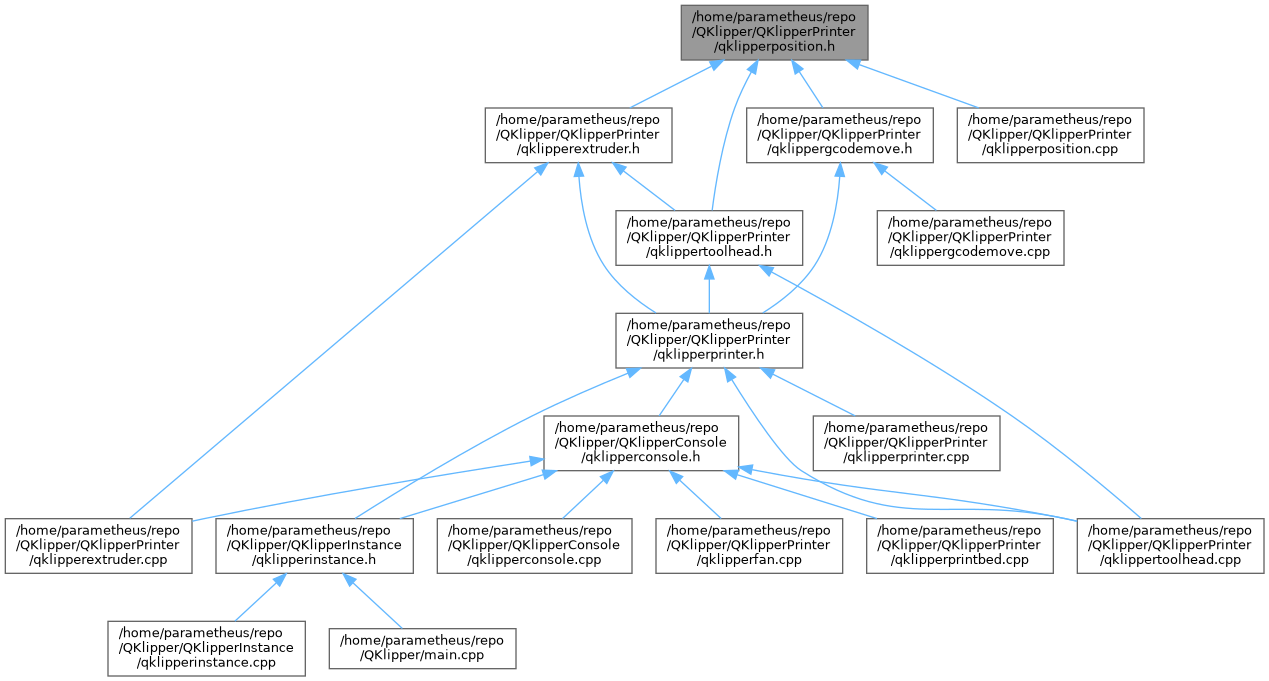 /home/parametheus/repo
/QKlipper/QKlipperPrinter
/qklipperposition.h
/home/parametheus/repo
/QKlipper/QKlipperPrinter
/qklipperextruder.h
/home/parametheus/repo
/QKlipper/QKlipperPrinter
/qklippergcodemove.h
/home/parametheus/repo
/QKlipper/QKlipperPrinter
/qklipperposition.cpp
/home/parametheus/repo
/QKlipper/QKlipperPrinter
/qklippertoolhead.h
/home/parametheus/repo
/QKlipper/QKlipperPrinter
/qklippergcodemove.cpp
/home/parametheus/repo
/QKlipper/QKlipperPrinter
/qklipperprinter.h
/home/parametheus/repo
/QKlipper/QKlipperConsole
/qklipperconsole.h
/home/parametheus/repo
/QKlipper/QKlipperPrinter
/qklipperprinter.cpp
/home/parametheus/repo
/QKlipper/QKlipperPrinter
/qklipperextruder.cpp
/home/parametheus/repo
/QKlipper/QKlipperInstance
/qklipperinstance.h
/home/parametheus/repo
/QKlipper/QKlipperConsole
/qklipperconsole.cpp
/home/parametheus/repo
/QKlipper/QKlipperPrinter
/qklipperfan.cpp
/home/parametheus/repo
/QKlipper/QKlipperPrinter
/qklipperprintbed.cpp
/home/parametheus/repo
/QKlipper/QKlipperPrinter
/qklippertoolhead.cpp
/home/parametheus/repo
/QKlipper/QKlipperInstance
/qklipperinstance.cpp
/home/parametheus/repo
/QKlipper/main.cpp